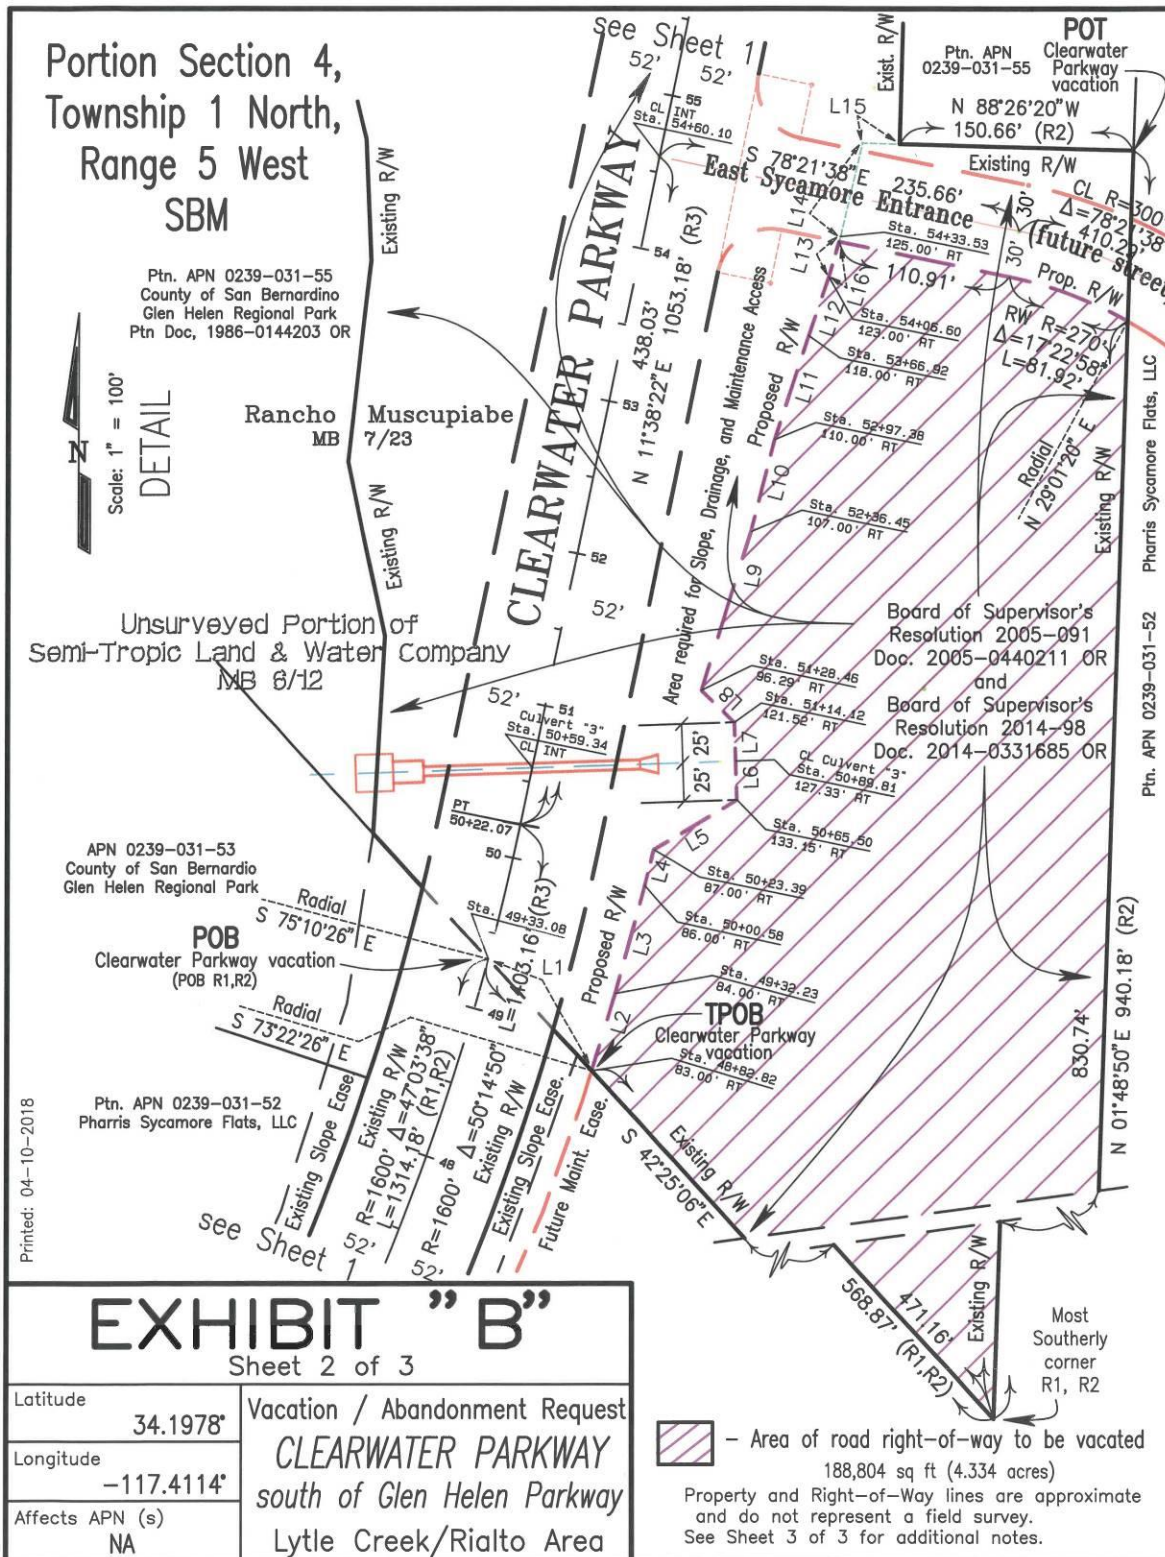 Portion Section 4,
Township 1 North,
Range 5 West
SBM
Ptn. APN 0239-031-55
County of San Bernardino
Glen Helen Regional Park
Ptn Doc, 1986-0144203 OR
N
Scale: 1" = 100'
DETAIL
Existing R/W
Rancho Muscupiabe
MB 7/23
Existing R/W
Unsurveyed Portion of
Semi-Tropic Land & Water Company
MB 6/12
see Sheet 1
52'
52'
55
CL INT
Sta. 54+60.10
54
CLEARWATER PARKWAY
438.03'
N 11°38'22"E 1053.18' (R3)
53
52
52'
52'
51
Culvert "3"
Sta. 50+59.34
CL INT
PT
50+22.07
50
Sta. 49+33.08
49
L=1403.16' (R3)
L1
Exist. R/W
Ptn. APN
0239-031-55
POT
Clearwater
Parkway
vacation
N 88°26'20"W
150.66' (R2)
L15
Existing R/W
S 78°21'38"E 235.66'
East Sycamore Entrance
(future street)
CL R=300'
Δ=78°21'38"
410.29'
30'
30'
L14
L13
Sta. 54+33.53
125.00' RT
L16
110.91'
Prop. R/W
RW R=270'
Δ=17°22'58"
L=81.92'
L12
Sta. 54+06.60
123.00' RT
Sta. 53+66.92
118.00' RT
L11
Sta. 52+97.38
110.00' RT
L10
Sta. 52+36.45
107.00' RT
L9
Area required for Slope, Drainage, and Maintenance Access
Proposed R/W
Radial
N 29°01'20" E
Existing R/W
Pharris Sycamore Flats, LLC
Ptn. APN 0239-031-52
Board of Supervisor's
Resolution 2005-091
Doc. 2005-0440211 OR
and
Board of Supervisor's
Resolution 2014-98
Doc. 2014-0331685 OR
Sta. 51+28.46
96.29' RT
L8
Sta. 51+14.12
121.52' RT
L7
25'
25'
L6
CL Culvert "3"
Sta. 50+89.81
127.33' RT
Sta. 50+65.50
133.15' RT
L5
L4
Sta. 50+23.39
87.00' RT
Sta. 50+00.58
86.00' RT
L3
Proposed R/W
Sta. 49+32.23
84.00' RT
L2
TPOB
Clearwater Parkway
vacation
Sta. 48+82.82
83.00' RT
APN 0239-031-53
County of San Bernardio
Glen Helen Regional Park
Radial
S 75°10'26" E
POB
Clearwater Parkway vacation
(POB R1,R2)
Radial
S 73°22'26" E
Ptn. APN 0239-031-52
Pharris Sycamore Flats, LLC
Existing Slope Ease.
Existing R/W
R=1600' Δ=47°03'38"
L=1314.18' (R1,R2)
48
R=1600' Δ=50°14'50"
Existing R/W
Existing Slope Ease.
Future Maint. Ease.
see Sheet 1
52'
52'
S 42°25'06"E
Existing R/W
830.74'
N 01°48'50"E 940.18' (R2)
471.16'
568.87' (R1,R2)
Existing R/W
Most
Southerly
corner
R1, R2
Printed: 04-10-2018
EXHIBIT "B"
Sheet 2 of 3
Latitude
34.1978°
Longitude
-117.4114°
Affects APN (s)
NA
Vacation / Abandonment Request
CLEARWATER PARKWAY
south of Glen Helen Parkway
Lytle Creek/Rialto Area
- Area of road right-of-way to be vacated
188,804 sq ft (4.334 acres)
Property and Right-of-Way lines are approximate
and do not represent a field survey.
See Sheet 3 of 3 for additional notes.